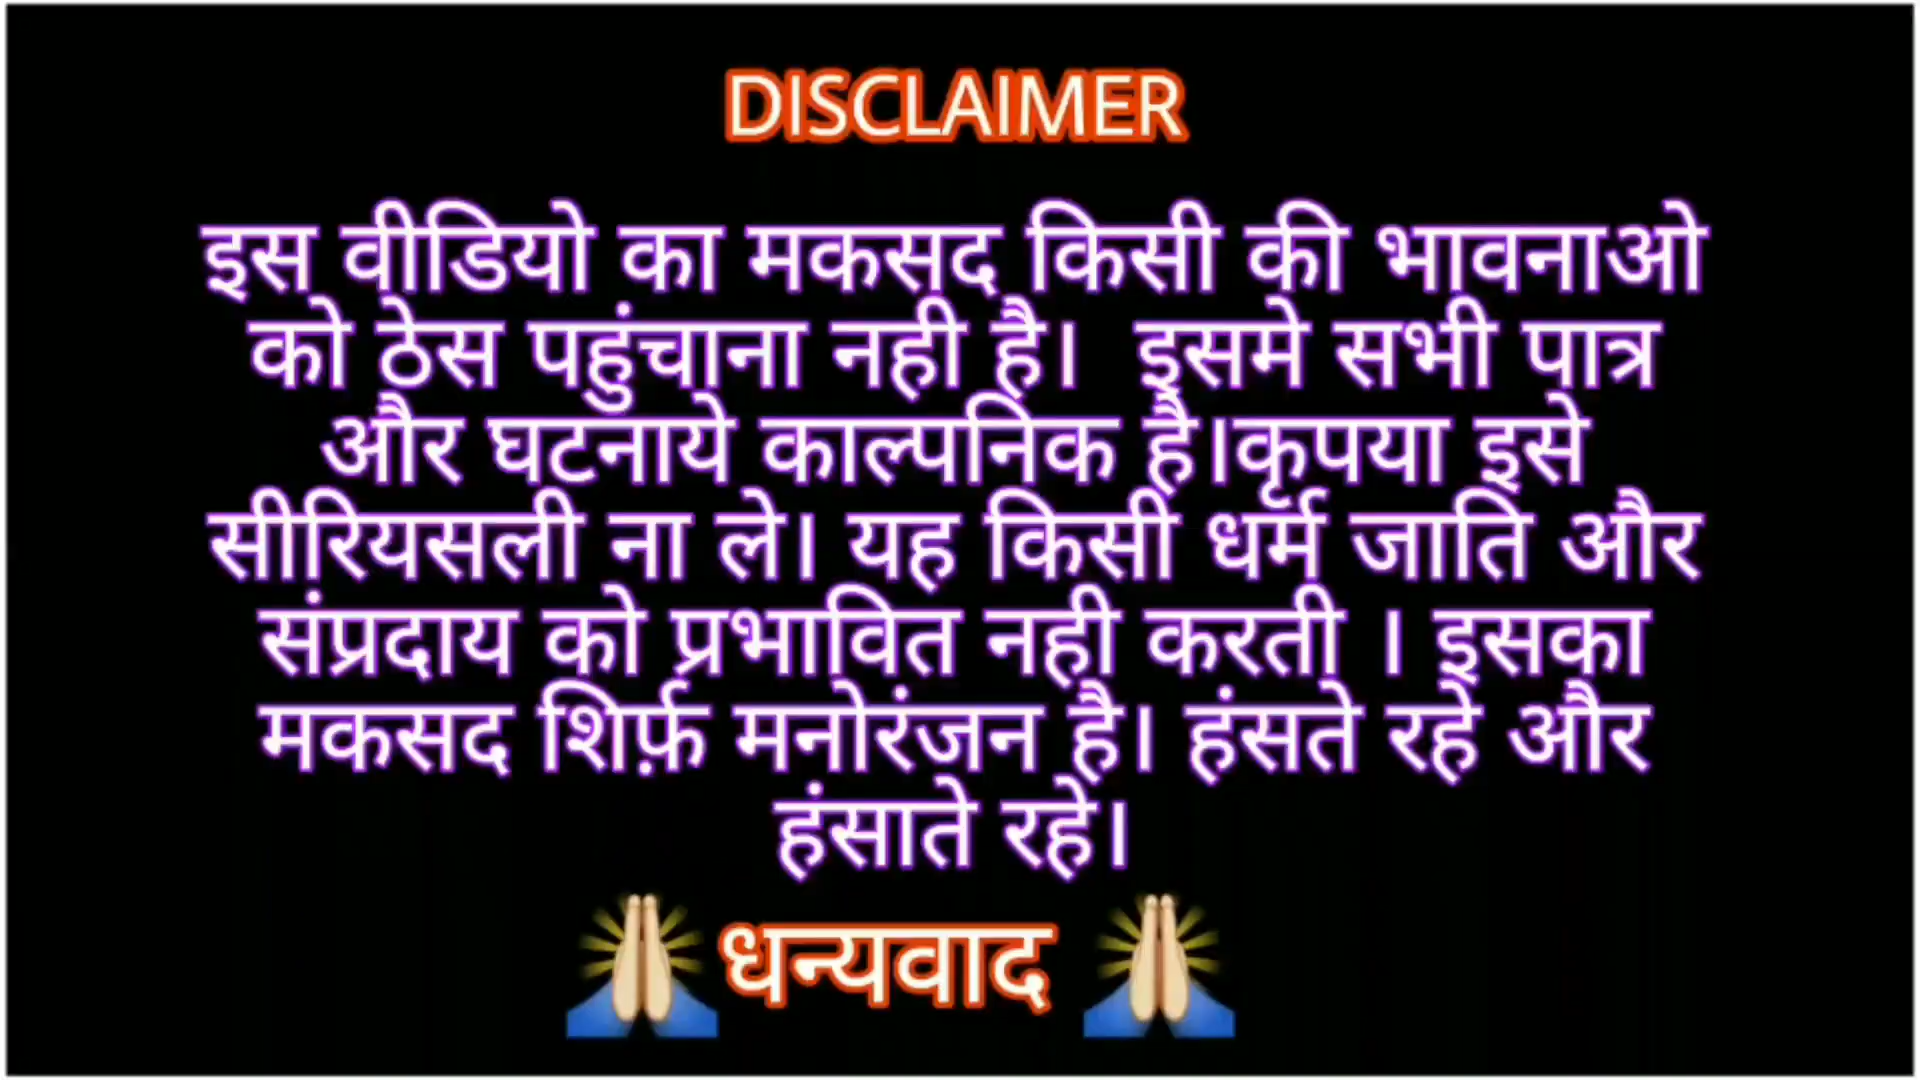 DISCLAIMER
इस वीडियो का मकसद किसी की भावनाओ
को ठेस पहुंचाना नही है।  इसमे सभी पात्र
और घटनाये काल्पनिक है।कृपया इसे
सीरियसली ना ले। यह किसी धर्म जाति और
संप्रदाय को प्रभावित नही करती । इसका
मकसद शिर्फ़ मनोरंजन है। हंसते रहे और
हंसाते रहे।
🙏धन्यवाद 🙏